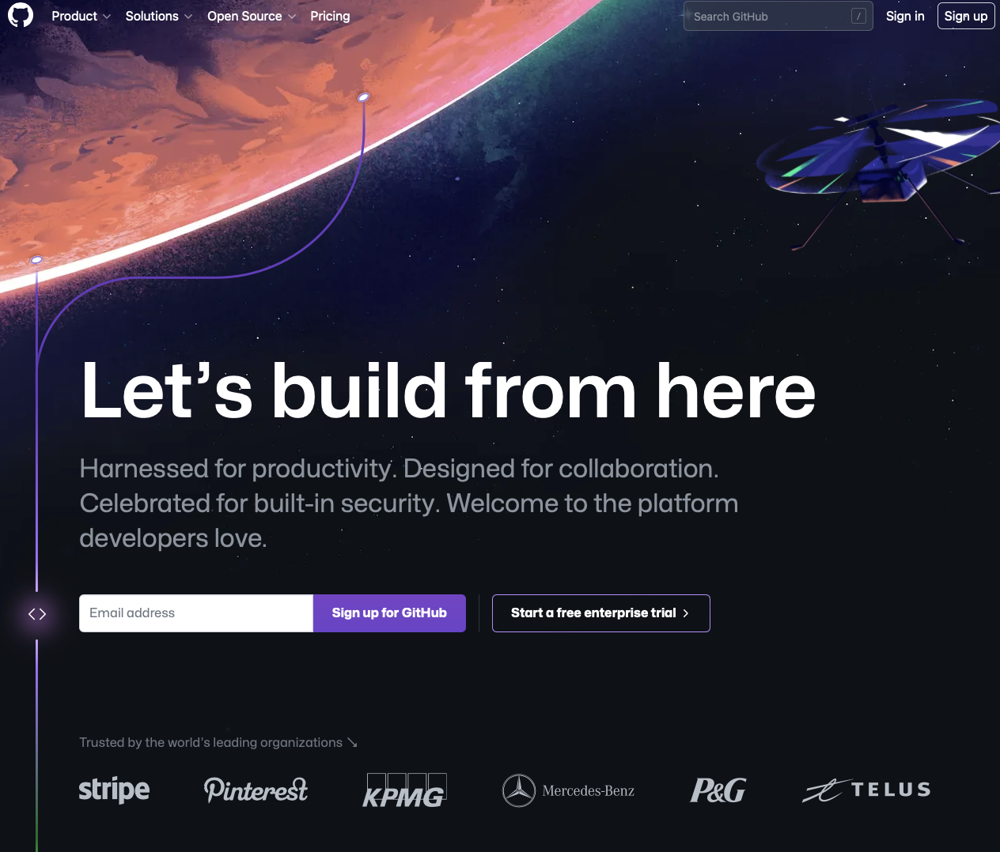 Product
Solutions
Open Source
Pricing
Search GitHub
/
Sign in
Sign up
Let’s build from here
Harnessed for productivity. Designed for collaboration.
Celebrated for built-in security. Welcome to the platform
developers love.
Email address
Sign up for GitHub
Start a free enterprise trial
Trusted by the world’s leading organizations ↘
stripe
Pinterest
KPMG
Mercedes-Benz
P&G
TELUS